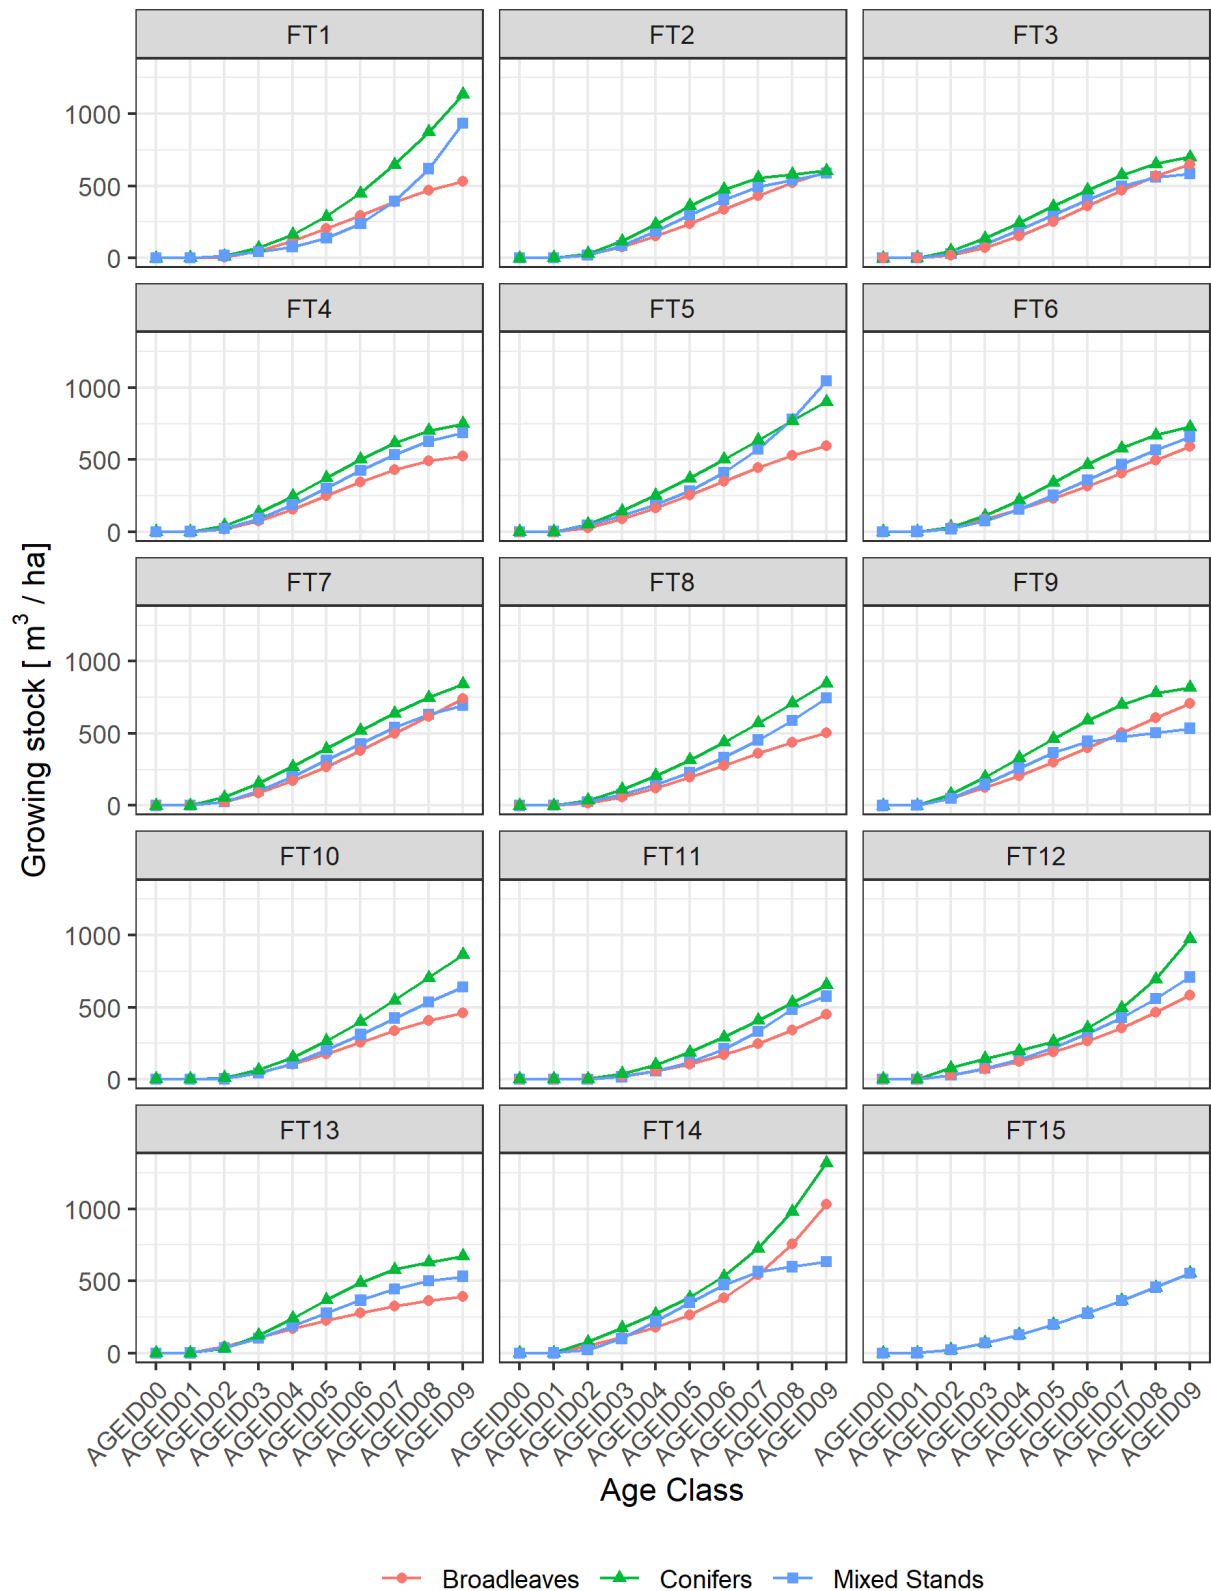 FT1 FT2 FT3
1000
500
0
FT4 FT5 FT6
1000
500
0
FT7 FT8 FT9
1000
500
0
FT10 FT11 FT12
1000
500
0
FT13 FT14 FT15
1000
500
0
Growing stock [ m³ / ha]
AGEID00 AGEID01 AGEID02 AGEID03 AGEID04 AGEID05 AGEID06 AGEID07 AGEID08 AGEID09 AGEID00 AGEID01 AGEID02 AGEID03 AGEID04 AGEID05 AGEID06 AGEID07 AGEID08 AGEID09 AGEID00 AGEID01 AGEID02 AGEID03 AGEID04 AGEID05 AGEID06 AGEID07 AGEID08 AGEID09
Age Class
Broadleaves Conifers Mixed Stands